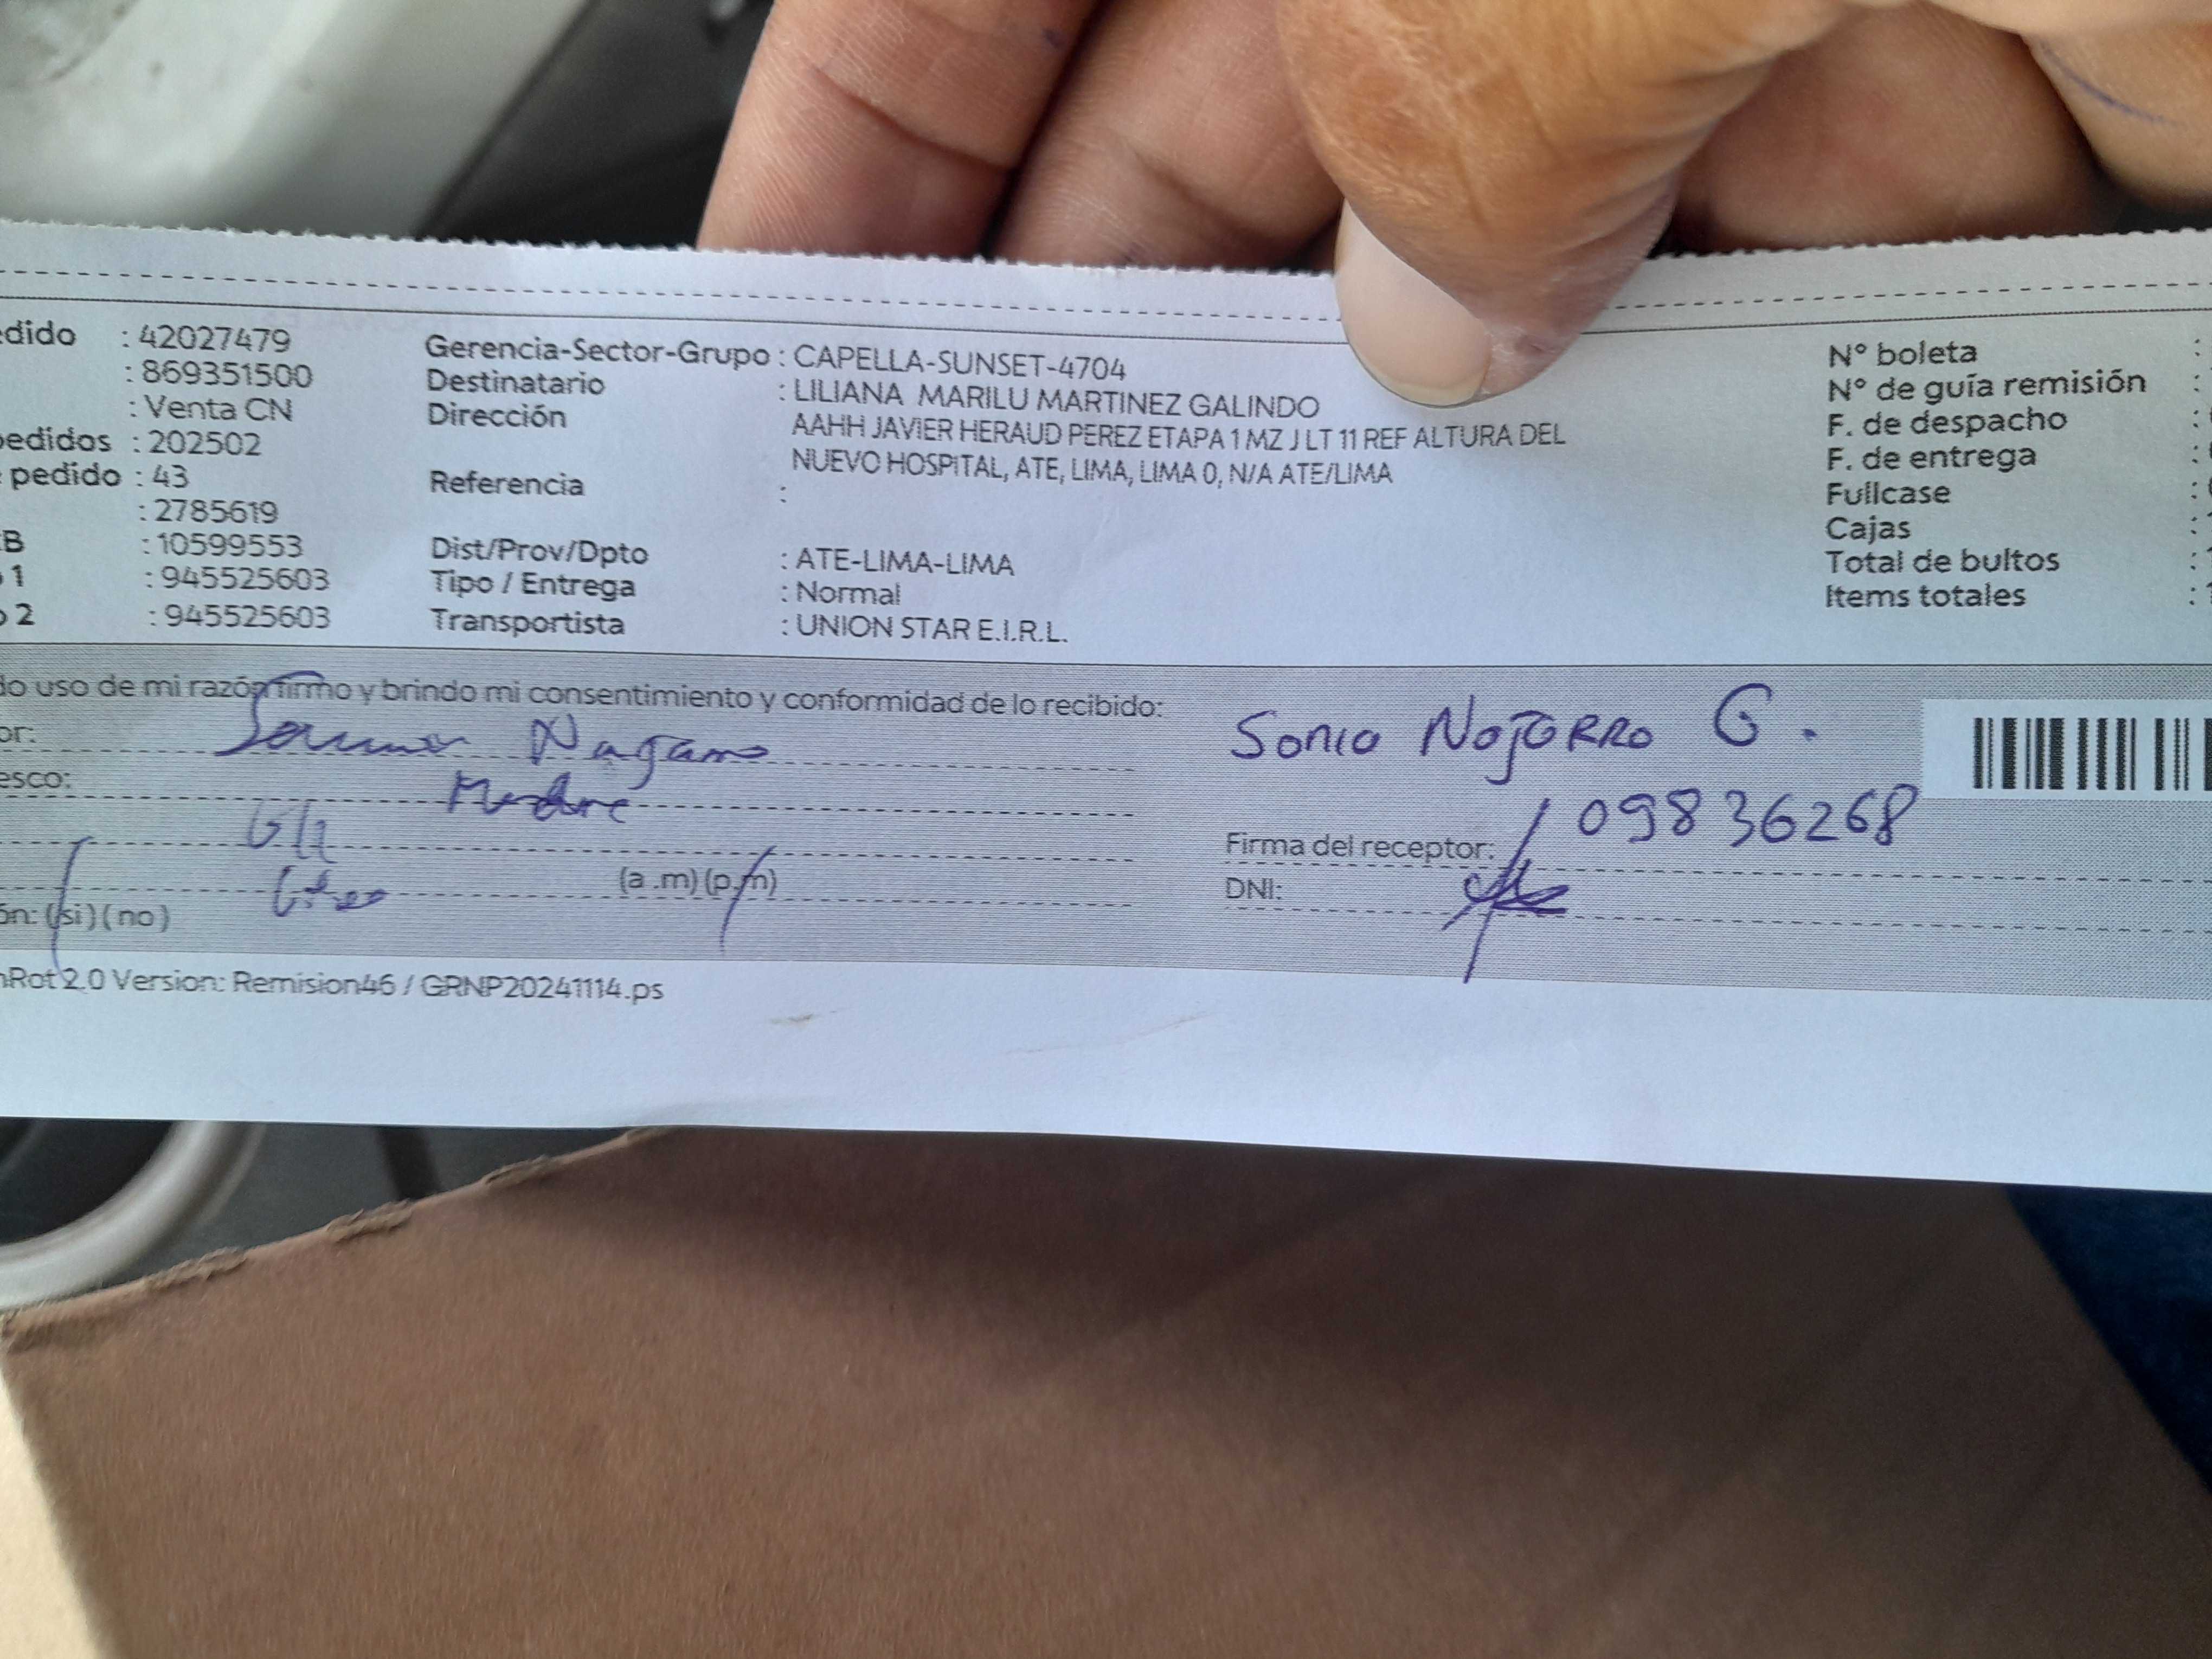 edido : 42027479
: 869351500
: Venta CN
pedidos : 202502
pedido : 43
: 2785619
B : 10599553
1 : 945525603
2 : 945525603
Gerencia-Sector-Grupo : CAPELLA-SUNSET-4704
Destinatario : LILIANA MARILU MARTINEZ GALINDO
Dirección AAHH JAVIER HERAUD PEREZ ETAPA 1 MZ J LT 11 REF ALTURA DEL
NUEVO HOSPITAL, ATE, LIMA, LIMA 0, N/A ATE/LIMA
Referencia :
Dist/Prov/Dpto : ATE-LIMA-LIMA
Tipo / Entrega : Normal
Transportista : UNION STAR E.I.R.L.
N° boleta :
N° de guía remisión :
F. de despacho :
F. de entrega :
Fullcase :
Cajas :
Total de bultos :
Items totales :
do uso de mi razón firmo y brindo mi consentimiento y conformidad de lo recibido:
or:
esco: Madre
(a .m) (p.m)
ón: (si) ( no )
Sonia NOJORRO G.
09836268
Firma del receptor:
DNI:
nRot 2.0 Version: Remision46 / GRNP20241114.ps